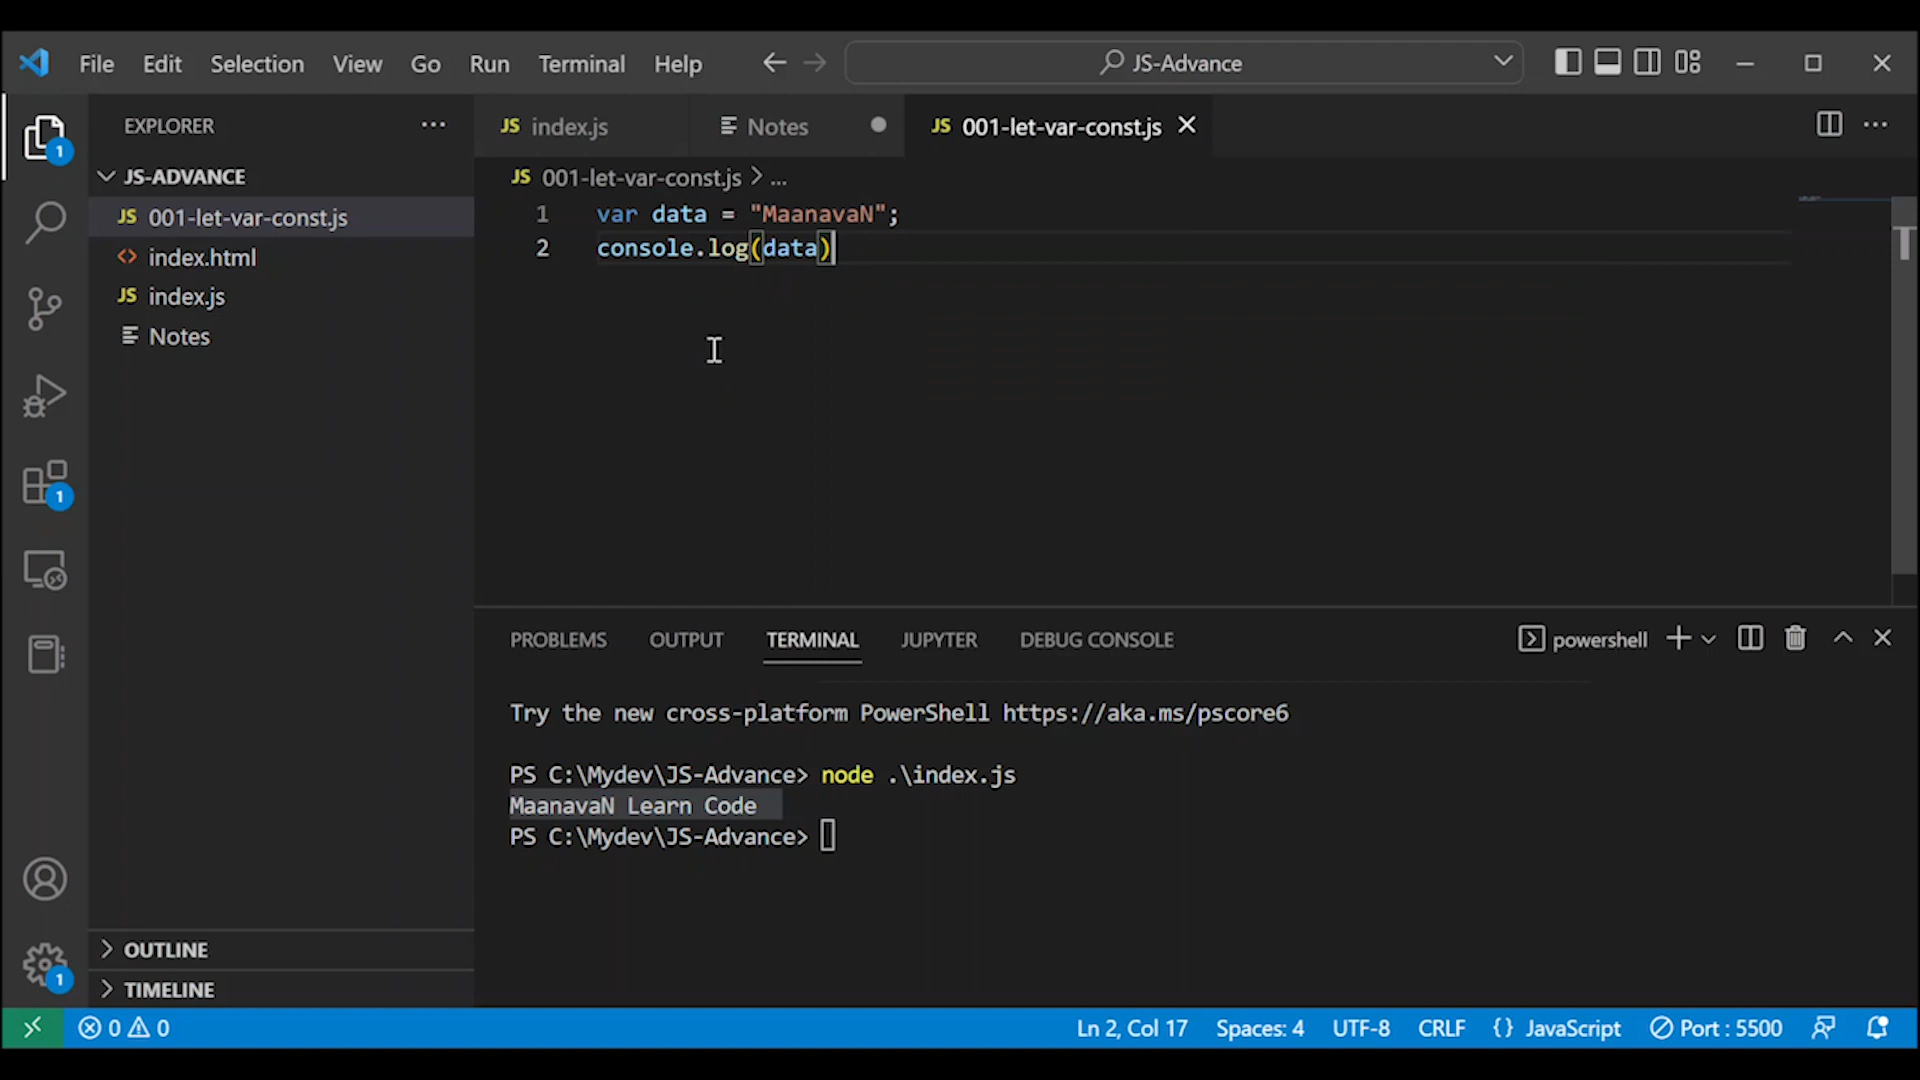 File Edit Selection View Go Run Terminal Help JS-Advance
EXPLORER
JS-ADVANCE
JS 001-let-var-const.js
<> index.html
JS index.js
Notes
OUTLINE
TIMELINE
JS index.js Notes JS 001-let-var-const.js
JS 001-let-var-const.js > ...
1 var data = "MaanavaN";
2 console.log(data)
PROBLEMS OUTPUT TERMINAL JUPYTER DEBUG CONSOLE powershell
Try the new cross-platform PowerShell https://aka.ms/pscore6
PS C:\Mydev\JS-Advance> node .\index.js
MaanavaN Learn Code
PS C:\Mydev\JS-Advance>
1
1
1
0 0 Ln 2, Col 17 Spaces: 4 UTF-8 CRLF {} JavaScript Port : 5500